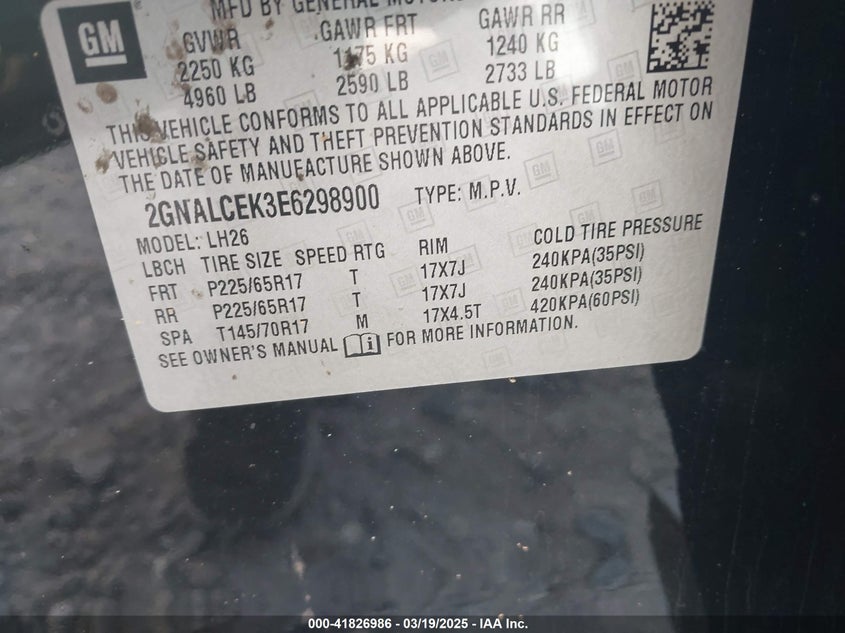 MFD BY GENERAL MOTORS
GM
GVWR GAWR FRT GAWR RR
2250 KG 1175 KG 1240 KG
4960 LB 2590 LB 2733 LB
THIS VEHICLE CONFORMS TO ALL APPLICABLE U.S. FEDERAL MOTOR
VEHICLE SAFETY AND THEFT PREVENTION STANDARDS IN EFFECT ON
THE DATE OF MANUFACTURE SHOWN ABOVE.
2GNALCEK3E6298900 TYPE: M.P.V.
MODEL: LH26
LBCH TIRE SIZE SPEED RTG RIM COLD TIRE PRESSURE
FRT P225/65R17 T 17X7J 240KPA(35PSI)
RR P225/65R17 T 17X7J 240KPA(35PSI)
SPA T145/70R17 M 17X4.5T 420KPA(60PSI)
SEE OWNER'S MANUAL FOR MORE INFORMATION.
000-41826986 - 03/19/2025 - IAA Inc.